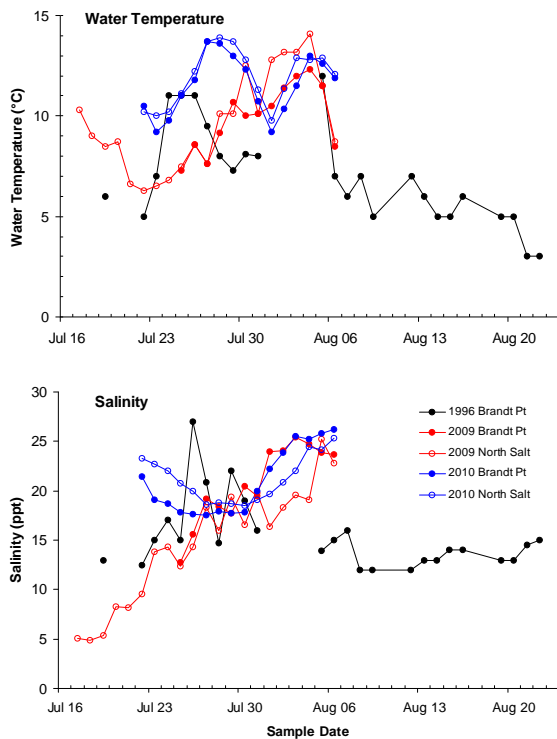 Water Temperature
15
10
5
0
Water Temperature (°C)
Jul 16 Jul 23 Jul 30 Aug 06 Aug 13 Aug 20
Salinity
30
25
20
15
10
5
0
Salinity (ppt)
1996 Brandt Pt
2009 Brandt Pt
2009 North Salt
2010 Brandt Pt
2010 North Salt
Jul 16 Jul 23 Jul 30 Aug 06 Aug 13 Aug 20
Sample Date